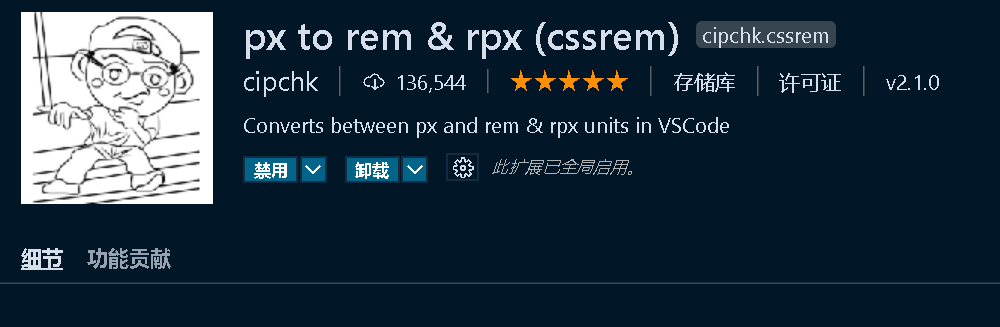 px to rem & rpx (cssrem) cipchk.cssrem
cipchk 136,544 存储库 许可证 v2.1.0
Converts between px and rem & rpx units in VSCode
禁用 卸载 此扩展已全局启用。
细节 功能贡献